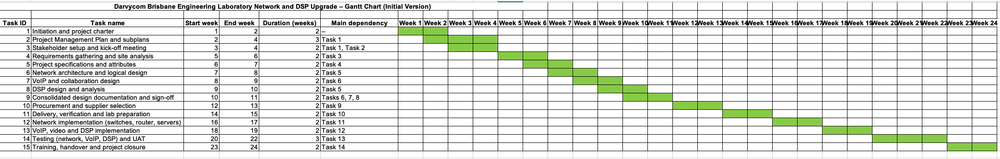 Darvycom Brisbane Engineering Laboratory Network and DSP Upgrade – Gantt Chart (Initial Version)
Task ID Task name Start week End week Duration (weeks) Main dependency Week 1 Week 2 Week 3 Week 4 Week 5 Week 6 Week 7 Week 8 Week 9 Week 10 Week 11 Week 12 Week 13 Week 14 Week 15 Week 16 Week 17 Week 18 Week 19 Week 20 Week 21 Week 22 Week 23 Week 24
1 Initiation and project charter 1 2 2 –
2 Project Management Plan and subplans 2 4 3 Task 1
3 Stakeholder setup and kick-off meeting 3 4 2 Task 1, Task 2
4 Requirements gathering and site analysis 5 6 2 Task 3
5 Project specifications and attributes 6 7 2 Task 4
6 Network architecture and logical design 7 8 2 Task 5
7 VoIP and collaboration design 8 9 2 Task 6
8 DSP design and analysis 9 10 2 Task 5
9 Consolidated design documentation and sign-off 10 11 2 Tasks 6, 7, 8
10 Procurement and supplier selection 12 13 2 Task 9
11 Delivery, verification and lab preparation 14 15 2 Task 10
12 Network implementation (switches, router, servers) 16 17 2 Task 11
13 VoIP, video and DSP implementation 18 19 2 Task 12
14 Testing (network, VoIP, DSP) and UAT 20 22 3 Task 13
15 Training, handover and project closure 23 24 2 Task 14